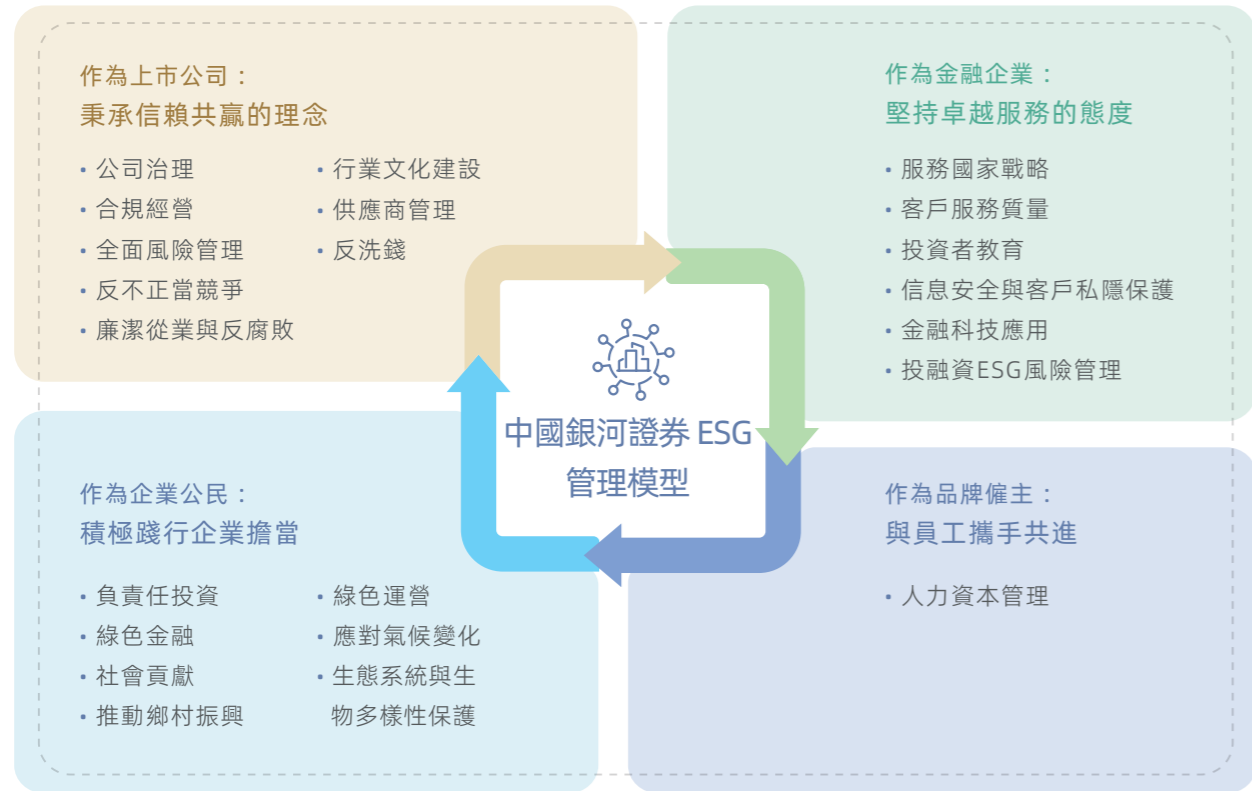 作為上市公司：
秉承信賴共贏的理念
• 公司治理
• 合規經營
• 全面風險管理
• 反不正當競爭
• 廉潔從業與反腐敗
• 行業文化建設
• 供應商管理
• 反洗錢
作為金融企業：
堅持卓越服務的態度
• 服務國家戰略
• 客戶服務質量
• 投資者教育
• 信息安全與客戶私隱保護
• 金融科技應用
• 投融資ESG風險管理
中國銀河證券 ESG
管理模型
作為企業公民：
積極踐行企業擔當
• 負責任投資
• 綠色金融
• 社會貢獻
• 推動鄉村振興
• 綠色運營
• 應對氣候變化
• 生態系統與生
物多樣性保護
作為品牌僱主：
與員工攜手共進
• 人力資本管理